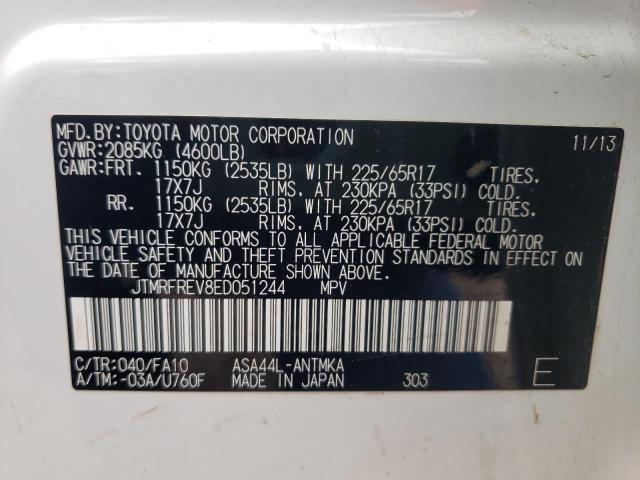 MFD.BY:TOYOTA MOTOR CORPORATION 11/13
GVWR:2085KG (4600LB)
GAWR:FRT. 1150KG (2535LB) WITH 225/65R17 TIRES,
17X7J RIMS, AT 230KPA (33PSI) COLD.
RR. 1150KG (2535LB) WITH 225/65R17 TIRES,
17X7J RIMS, AT 230KPA (33PSI) COLD.
THIS VEHICLE CONFORMS TO ALL APPLICABLE FEDERAL MOTOR
VEHICLE SAFETY AND THEFT PREVENTION STANDARDS IN EFFECT ON
THE DATE OF MANUFACTURE SHOWN ABOVE.
JTMRFREV8ED051244 MPV
C/TR:040/FA10 ASA44L-ANTMKA
A/TM:-03A/U760F MADE IN JAPAN 303 E